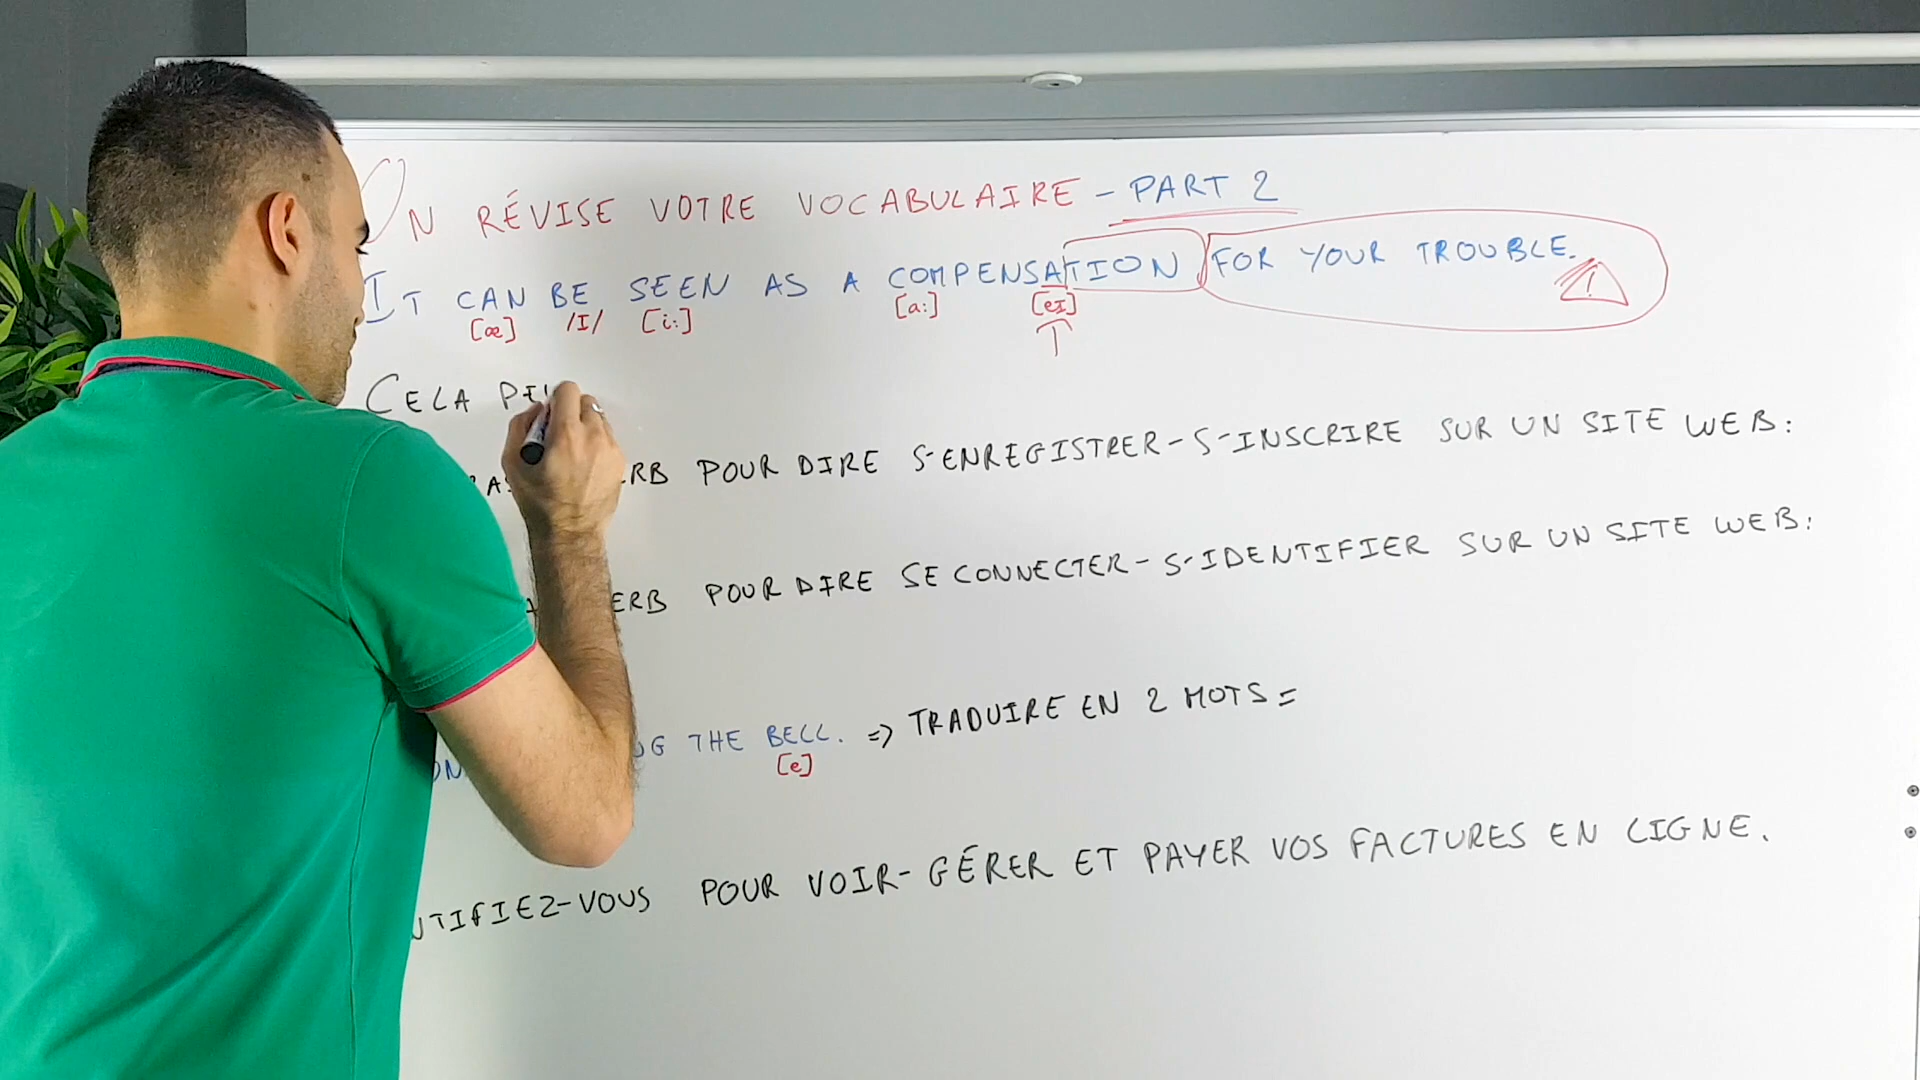 ON RÉVISE VOTRE VOCABULAIRE - PART 2
IT CAN BE SEEN AS A COMPENSATION FOR YOUR TROUBLE.
[æ] /I/ [i:] [a:] [eI] !
CELA PEU
ERB POUR DIRE S'ENREGISTRER - S'INSCRIRE SUR UN SITE WEB:
ERB POUR DIRE SE CONNECTER - S'IDENTIFIER SUR UN SITE WEB:
THE BELL. => TRADUIRE EN 2 MOTS =
[e]
NTIFIEZ-VOUS POUR VOIR - GÉRER ET PAYER VOS FACTURES EN LIGNE.